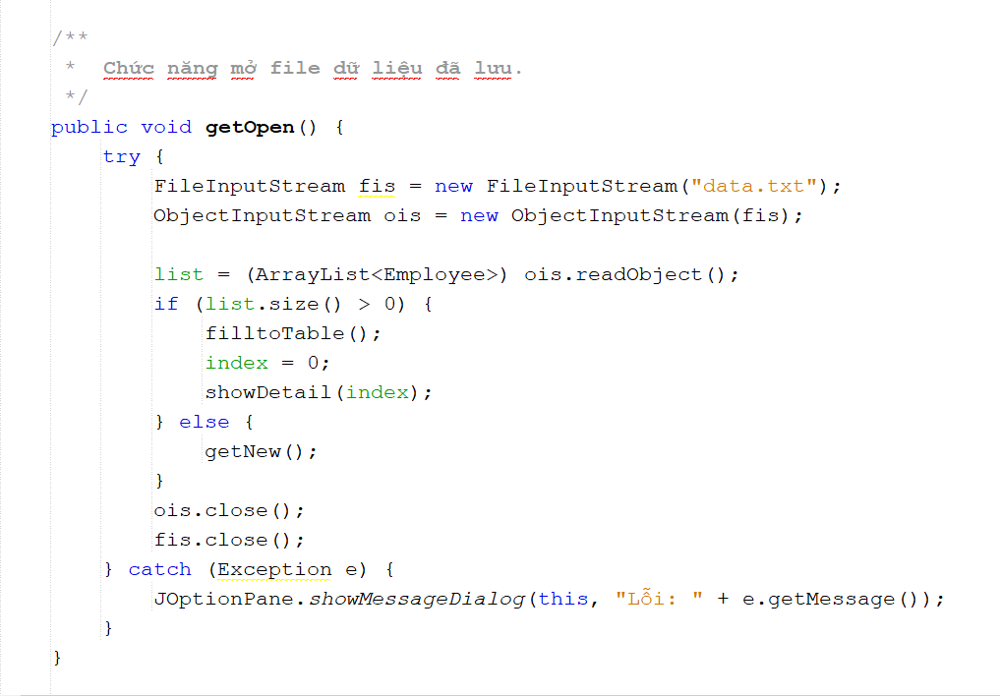 /**
 *  Chức năng mở file dữ liệu đã lưu.
 */
public void getOpen() {
    try {
        FileInputStream fis = new FileInputStream("data.txt");
        ObjectInputStream ois = new ObjectInputStream(fis);

        list = (ArrayList<Employee>) ois.readObject();
        if (list.size() > 0) {
            filltoTable();
            index = 0;
            showDetail(index);
        } else {
            getNew();
        }
        ois.close();
        fis.close();
    } catch (Exception e) {
        JOptionPane.showMessageDialog(this, "Lỗi: " + e.getMessage());
    }
}